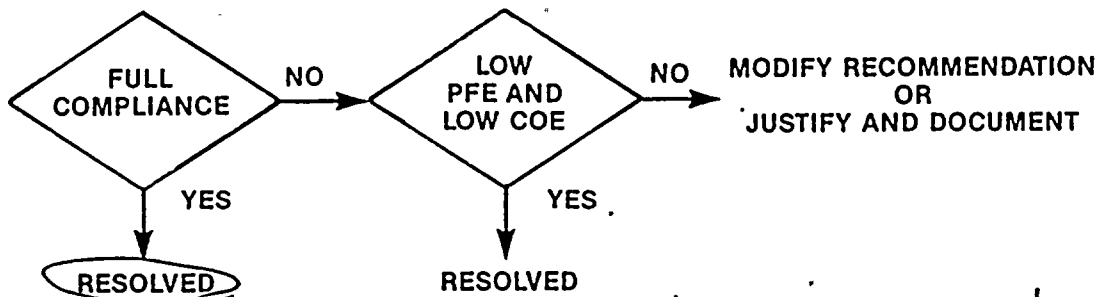 FULL
COMPLIANCE
NO
LOW
PFE AND
LOW COE
NO
MODIFY RECOMMENDATION
OR
JUSTIFY AND DOCUMENT
YES
YES
RESOLVED
RESOLVED